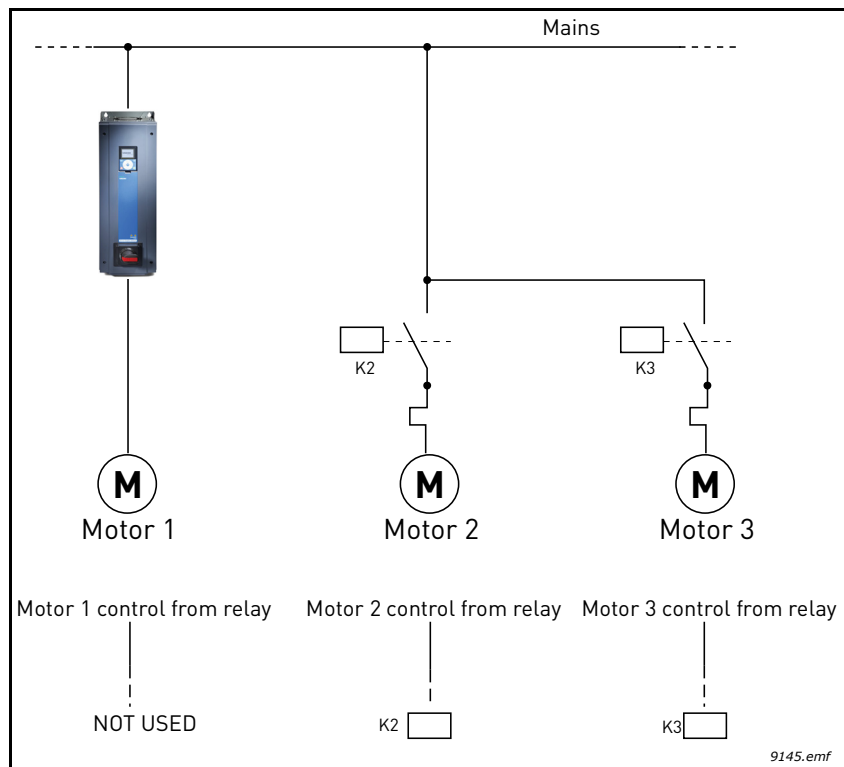 Mains
K2
K3
M
M
M
Motor 1
Motor 2
Motor 3
Motor 1 control from relay
Motor 2 control from relay
Motor 3 control from relay
NOT USED
K2
K3
9145.emf